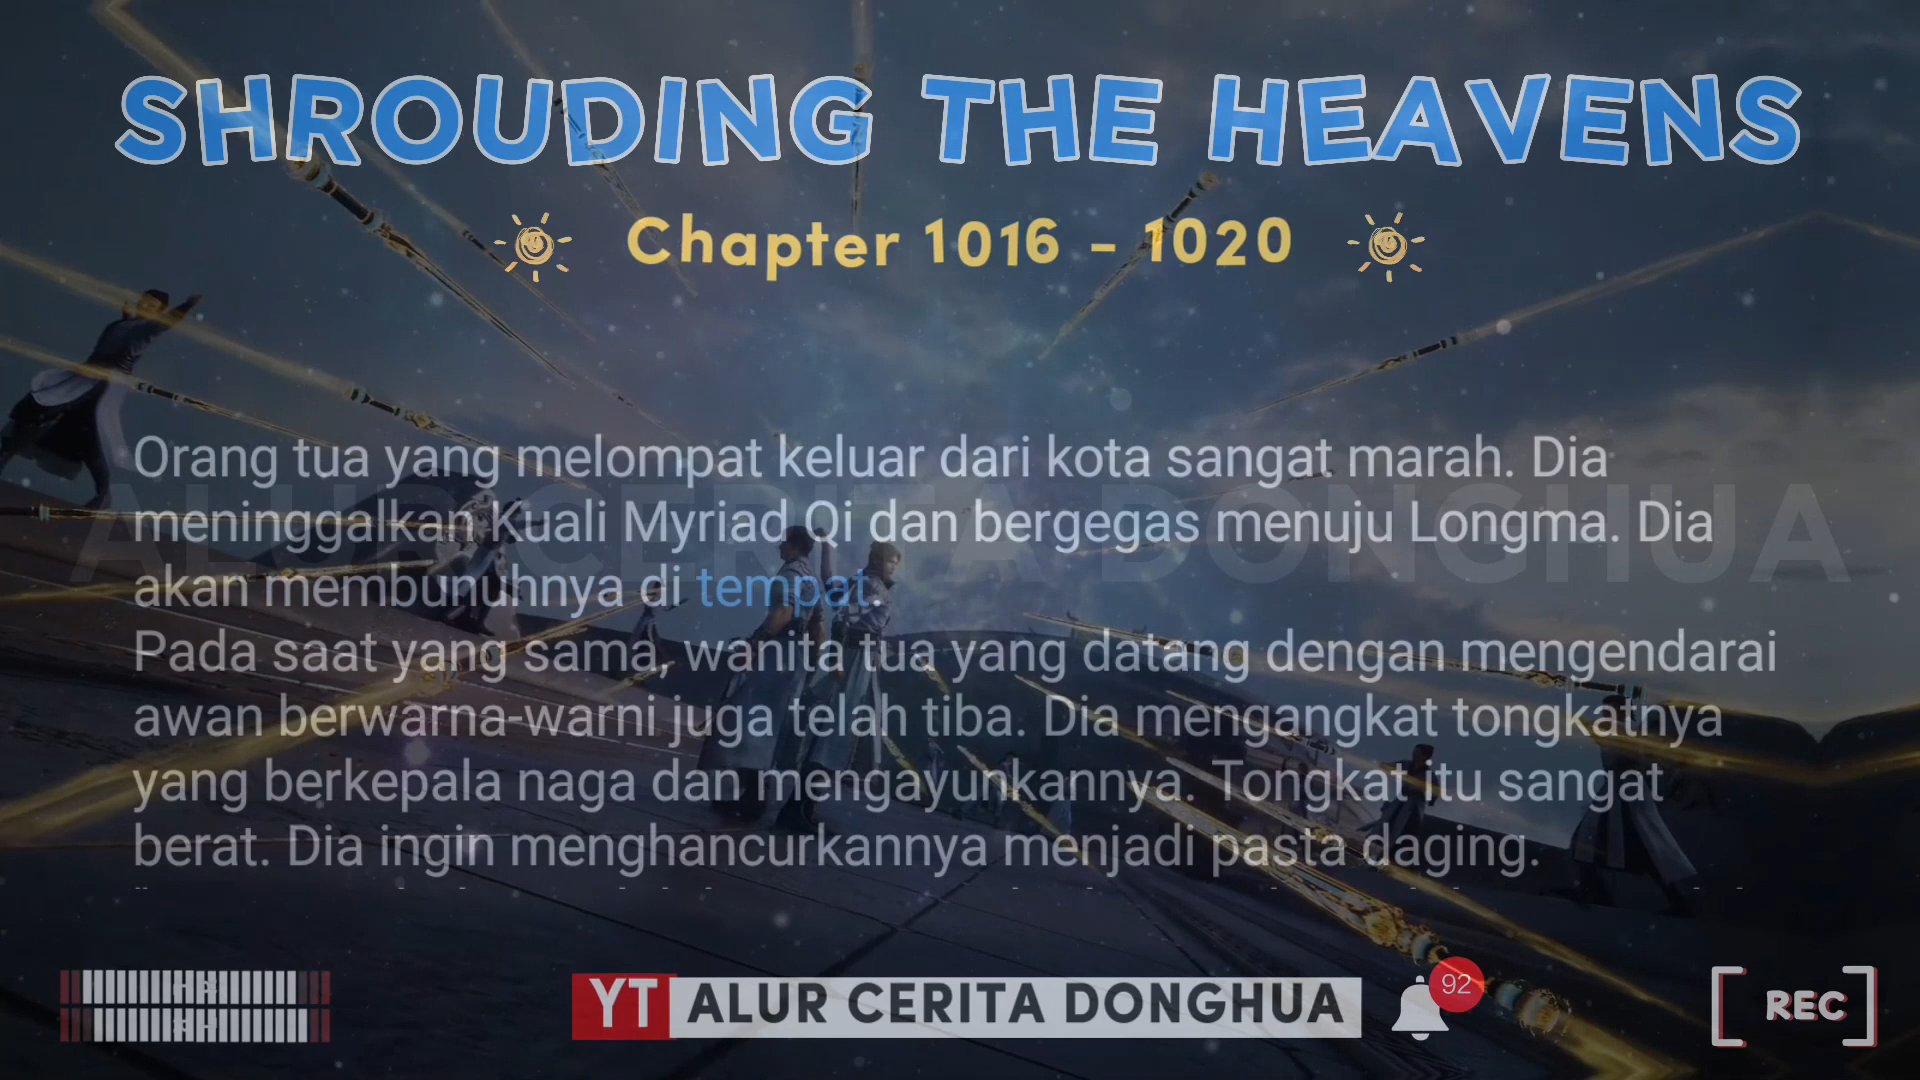 SHROUDING THE HEAVENS
Chapter 1016 - 1020
Orang tua yang melompat keluar dari kota sangat marah. Dia
meninggalkan Kuali Myriad Qi dan bergegas menuju Longma. Dia
akan membunuhnya di tempat.
Pada saat yang sama, wanita tua yang datang dengan mengendarai
awan berwarna-warni juga telah tiba. Dia mengangkat tongkatnya
yang berkepala naga dan mengayunkannya. Tongkat itu sangat
berat. Dia ingin menghancurkannya menjadi pasta daging.
ALUR CERITA DONGHUA
YT ALUR CERITA DONGHUA
92
REC